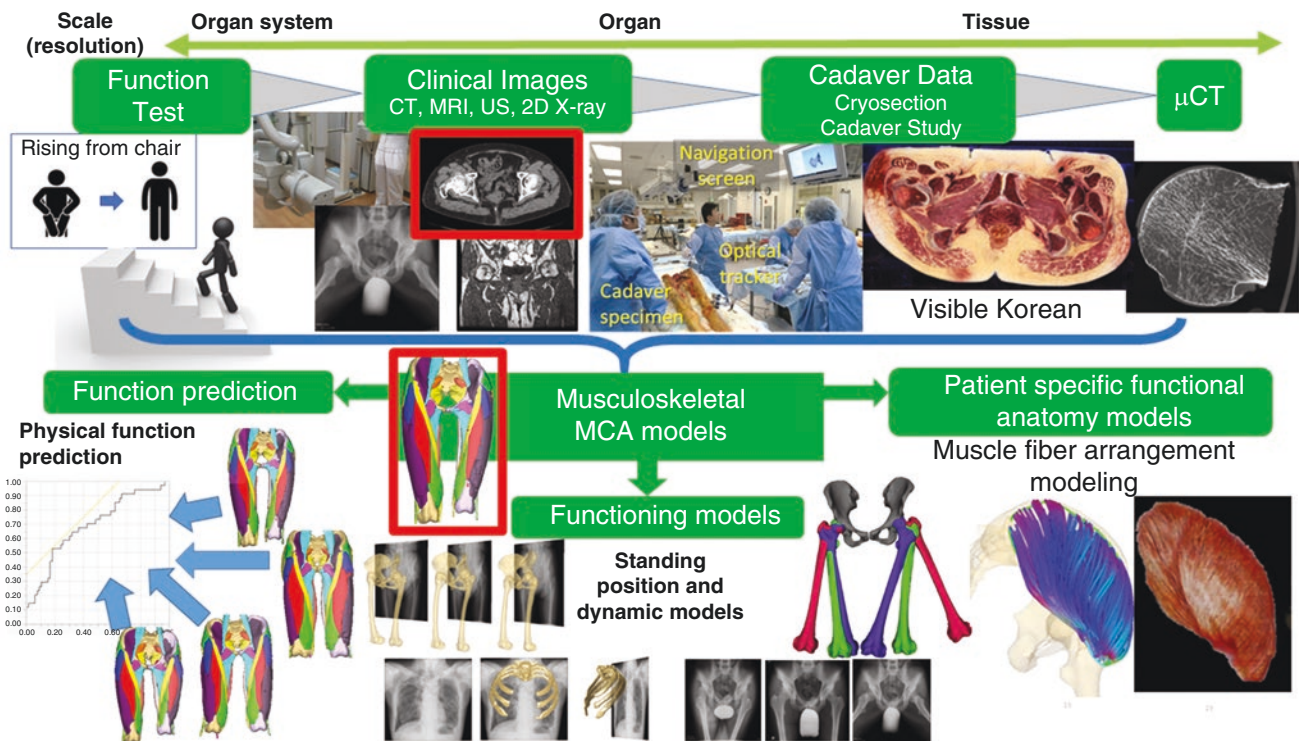 Scale
(resolution)
Organ system
Organ
Tissue
Function
Test
Clinical Images
CT, MRI, US, 2D X-ray
Cadaver Data
Cryosection
Cadaver Study
μCT
Rising from chair
Navigation
screen
Optical
tracker
Cadaver
specimen
Visible Korean
Function prediction
Musculoskeletal
MCA models
Patient specific functional
anatomy models
Physical function
prediction
Muscle fiber arrangement
modeling
Functioning models
Standing
position and
dynamic models
1.00
0.90
0.80
0.70
0.60
0.50
0.40
0.30
0.20
0.10
0.00
0.00
0.20
0.40
0.60